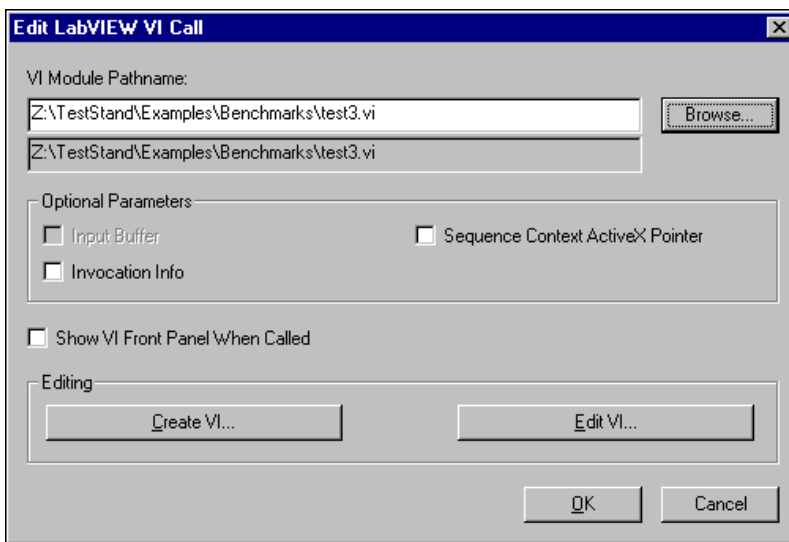 Edit LabVIEW VI Call
VI Module Pathname:
Z:\TestStand\Examples\Benchmarks\test3.vi
Browse...
Z:\TestStand\Examples\Benchmarks\test3.vi
Optional Parameters
Input Buffer
Sequence Context ActiveX Pointer
Invocation Info
Show VI Front Panel When Called
Editing
Create VI...
Edit VI...
OK
Cancel